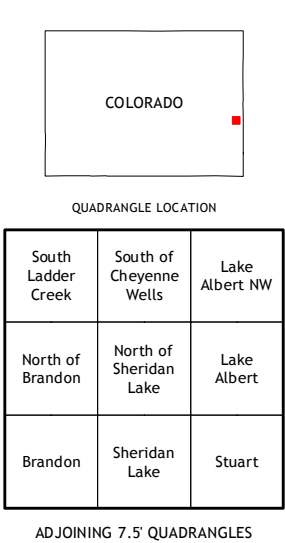 COLORADO
QUADRANGLE LOCATION
South
Ladder
Creek
South of
Cheyenne
Wells
Lake
Albert NW
North of
Brandon
North of
Sheridan
Lake
Lake
Albert
Brandon
Sheridan
Lake
Stuart
ADJOINING 7.5' QUADRANGLES